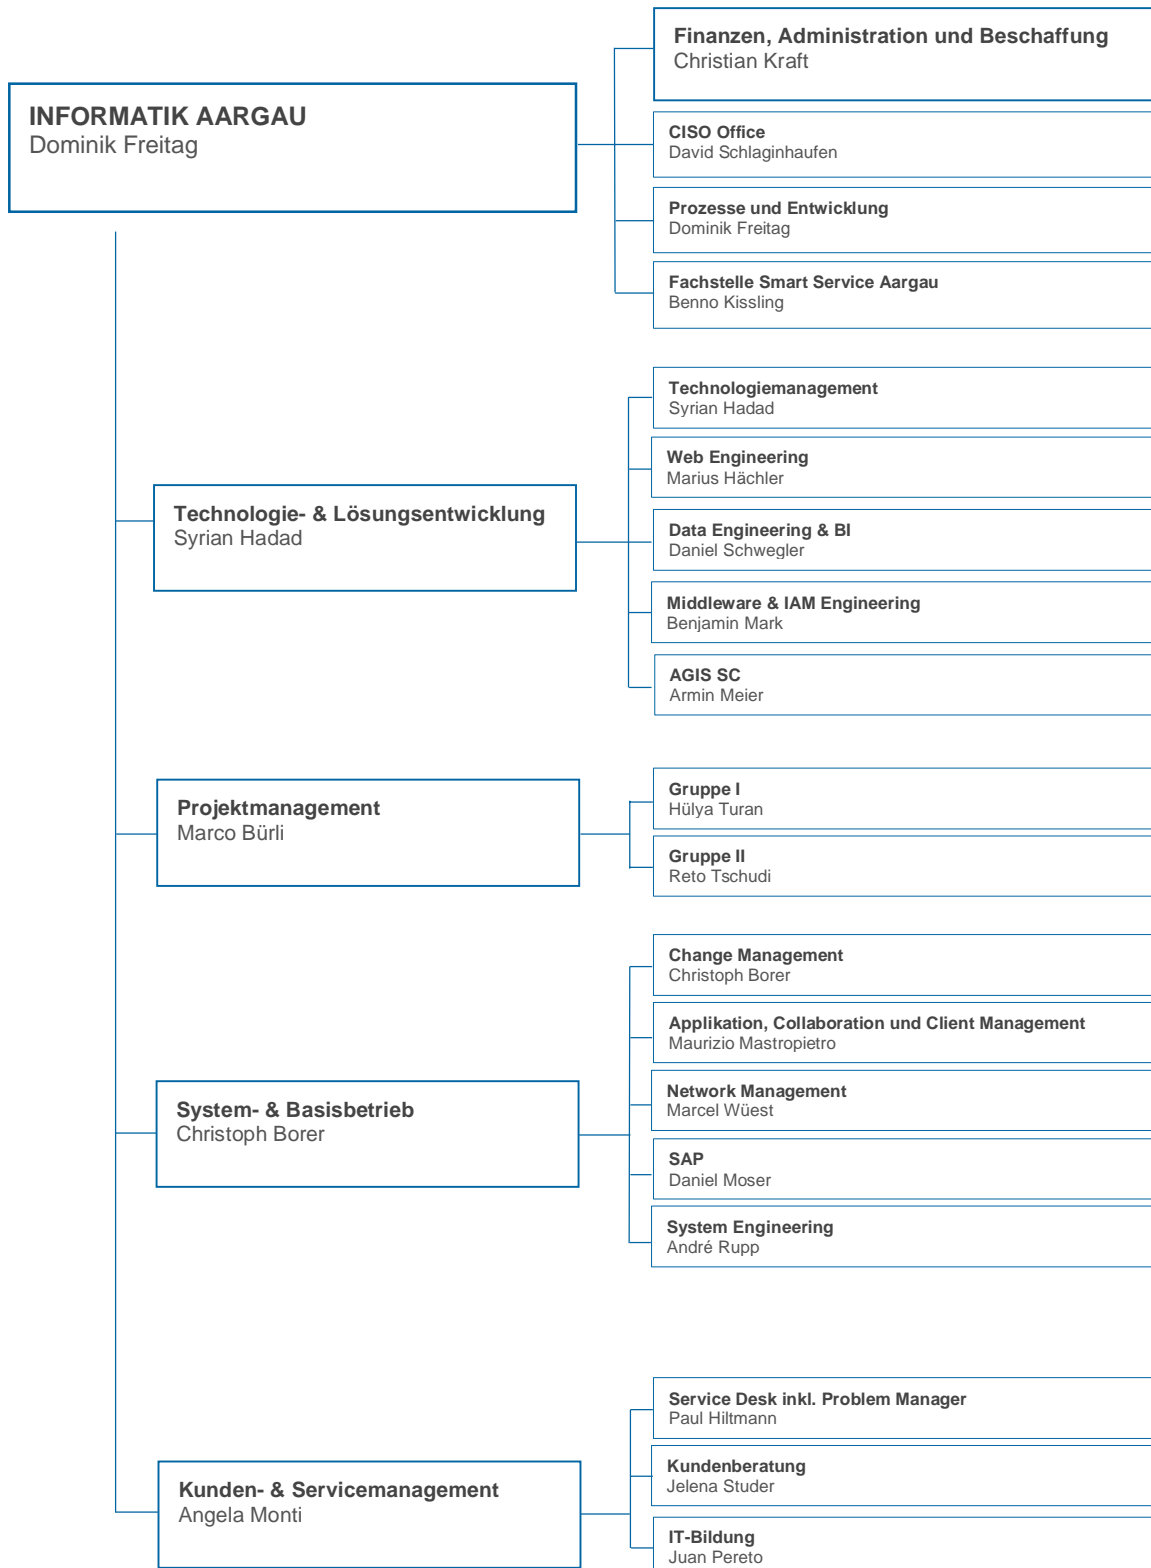 INFORMATIK AARGAU
Dominik Freitag
Finanzen, Administration und Beschaffung
Christian Kraft
CISO Office
David Schlaginhaufen
Prozesse und Entwicklung
Dominik Freitag
Fachstelle Smart Service Aargau
Benno Kissling
Technologie- & Lösungsentwicklung
Syrian Hadad
Technologiemanagement
Syrian Hadad
Web Engineering
Marius Hächler
Data Engineering & BI
Daniel Schwegler
Middleware & IAM Engineering
Benjamin Mark
AGIS SC
Armin Meier
Projektmanagement
Marco Bürli
Gruppe I
Hülya Turan
Gruppe II
Reto Tschudi
System- & Basisbetrieb
Christoph Borer
Change Management
Christoph Borer
Applikation, Collaboration und Client Management
Maurizio Mastropietro
Network Management
Marcel Wüest
SAP
Daniel Moser
System Engineering
André Rupp
Kunden- & Servicemanagement
Angela Monti
Service Desk inkl. Problem Manager
Paul Hiltmann
Kundenberatung
Jelena Studer
IT-Bildung
Juan Pereto